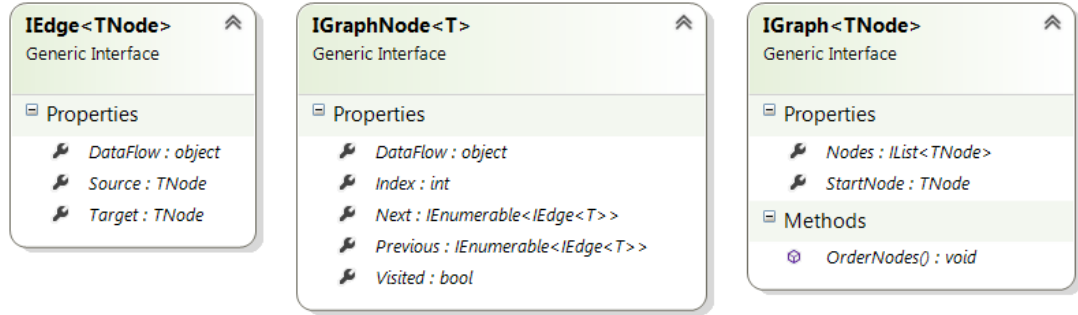 IEdge<TNode>
Generic Interface
Properties
DataFlow : object
Source : TNode
Target : TNode
IGraphNode<T>
Generic Interface
Properties
DataFlow : object
Index : int
Next : IEnumerable<IEdge<T>>
Previous : IEnumerable<IEdge<T>>
Visited : bool
IGraph<TNode>
Generic Interface
Properties
Nodes : IList<TNode>
StartNode : TNode
Methods
OrderNodes() : void